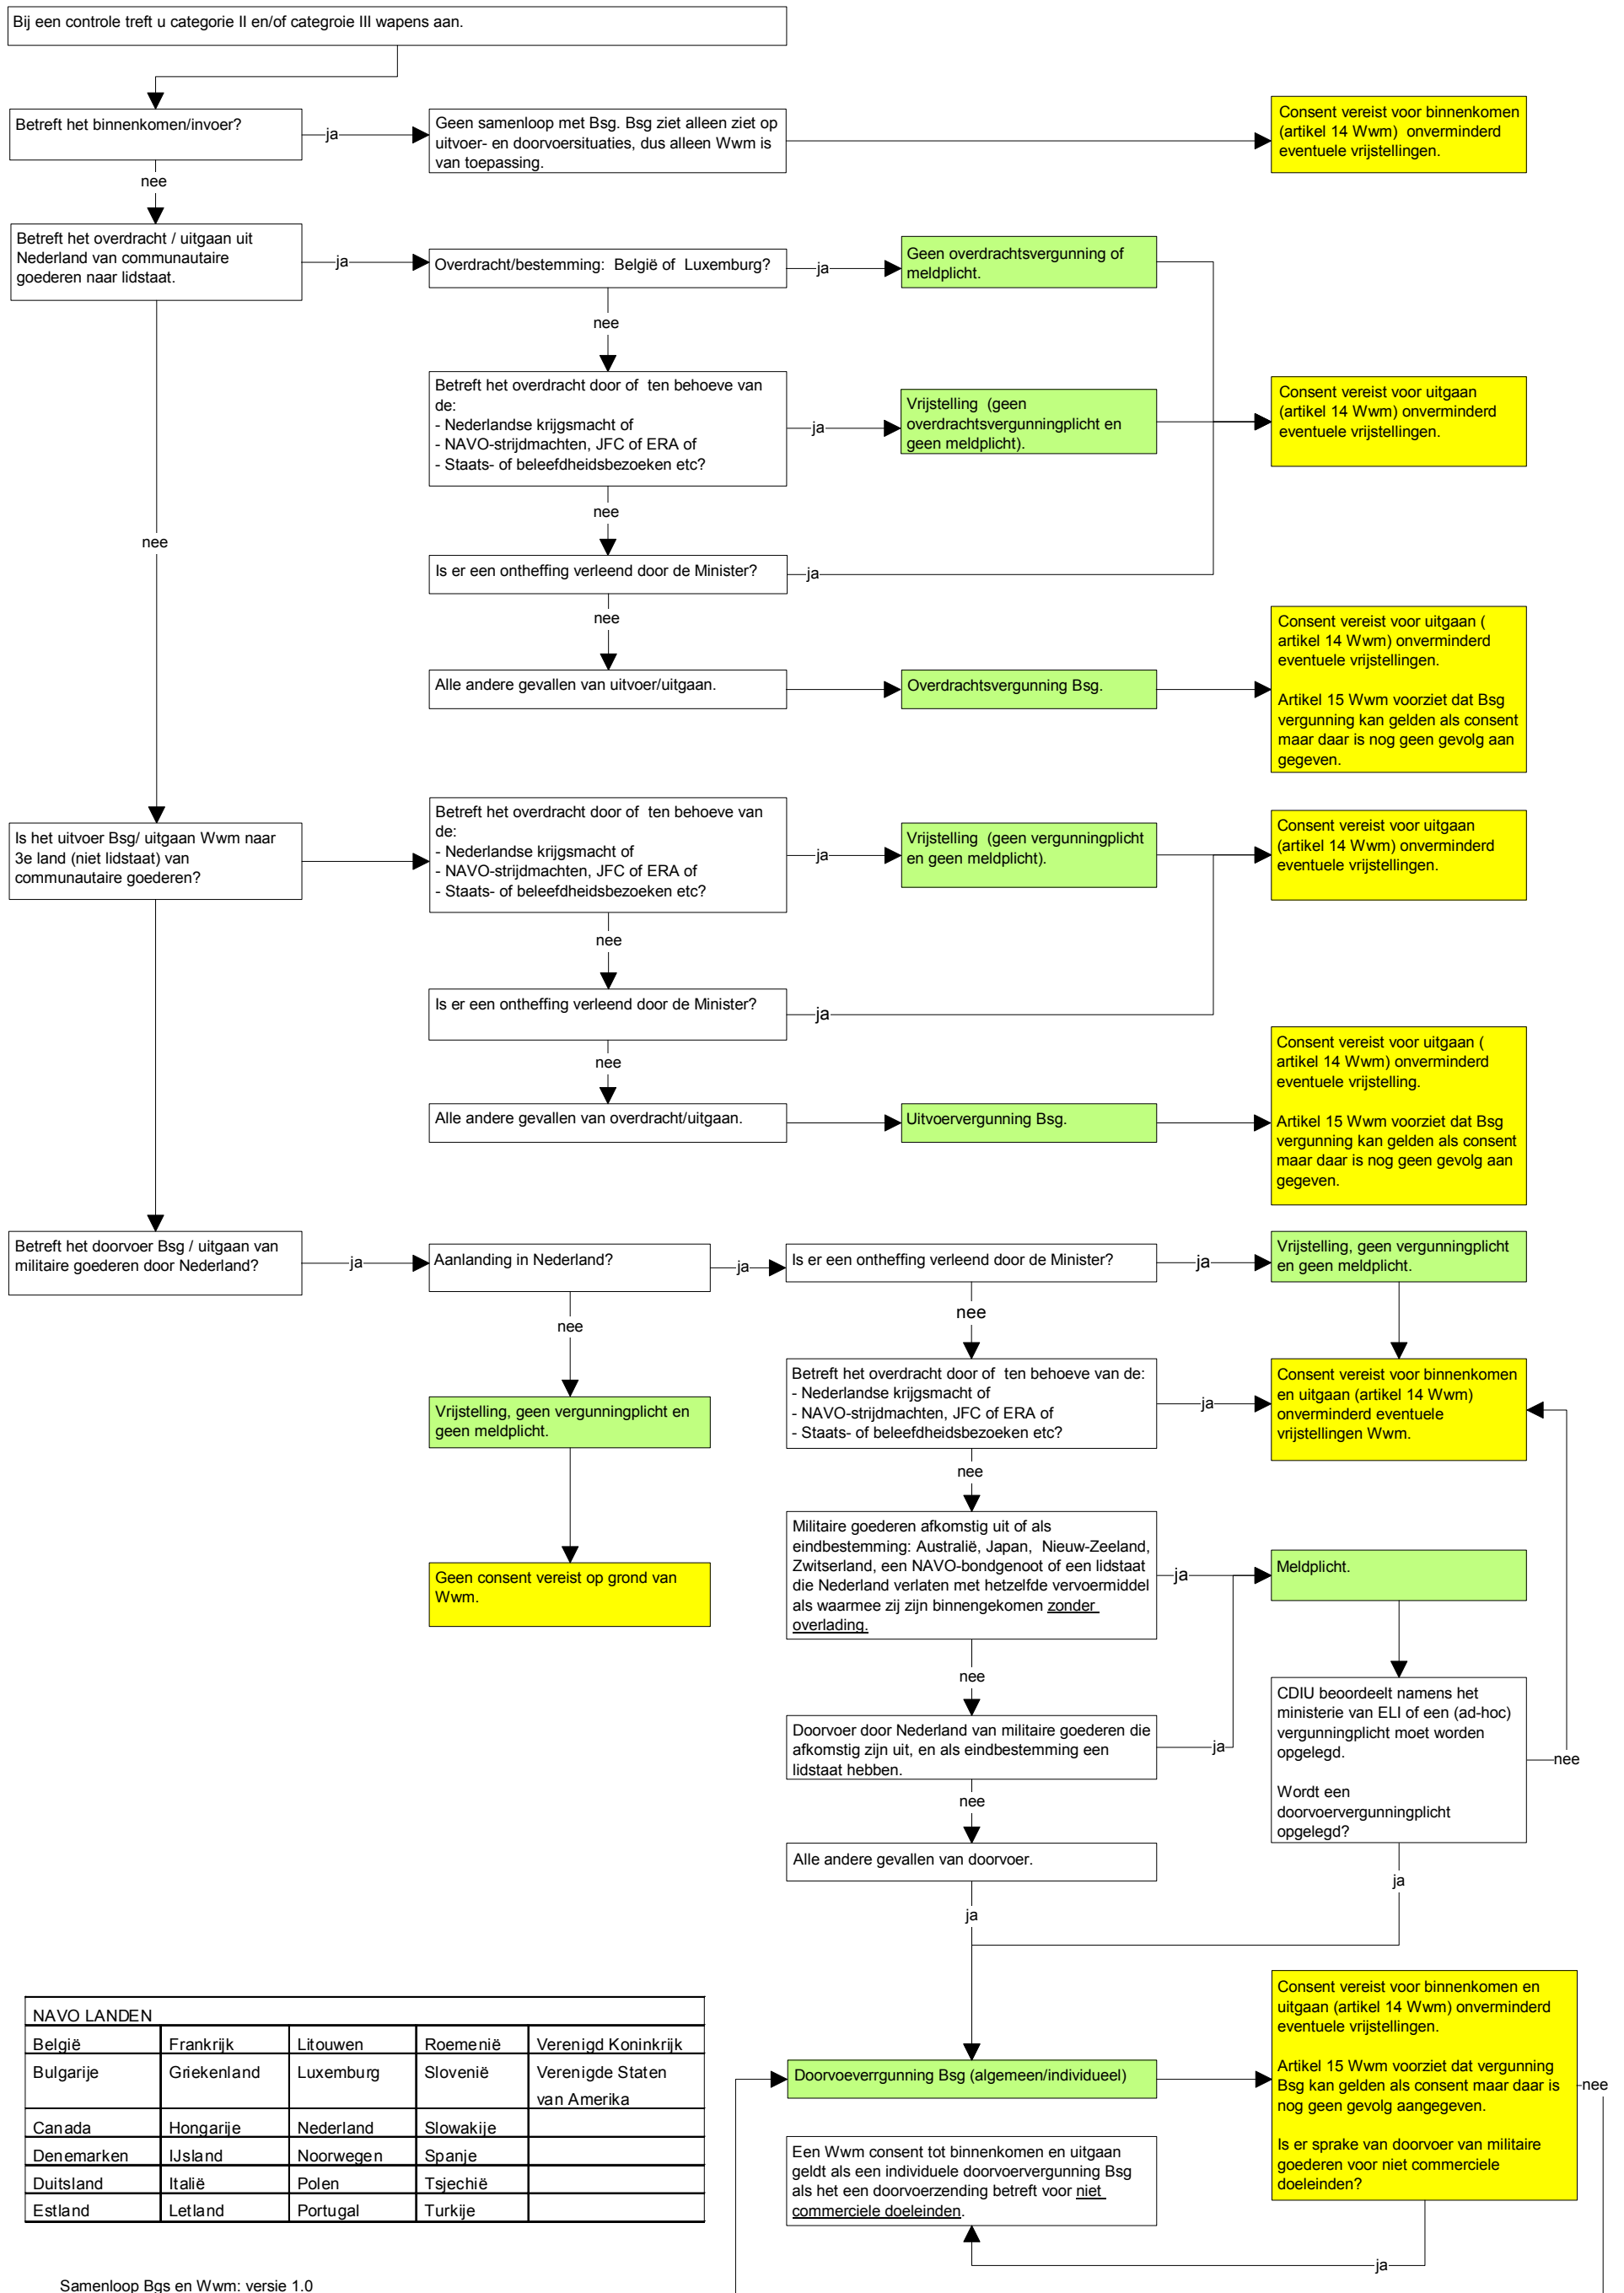 Bij een controle treft u categorie II en/of categroie III wapens aan.
Betreft het binnenkomen/invoer?
ja
Geen samenloop met Bsg. Bsg ziet alleen ziet op
uitvoer- en doorvoersituaties, dus alleen Wwm is
van toepassing.
Consent vereist voor binnenkomen
(artikel 14 Wwm) onverminderd
eventuele vrijstellingen.
nee
Betreft het overdracht / uitgaan uit
Nederland van communautaire
goederen naar lidstaat.
ja
Overdracht/bestemming: België of Luxemburg?
ja
Geen overdrachtsvergunning of
meldplicht.
nee
Betreft het overdracht door of ten behoeve van
de:
- Nederlandse krijgsmacht of
- NAVO-strijdmachten, JFC of ERA of
- Staats- of beleefdheidsbezoeken etc?
ja
Vrijstelling (geen
overdrachtsvergunningplicht en
geen meldplicht).
Consent vereist voor uitgaan
(artikel 14 Wwm) onverminderd
eventuele vrijstellingen.
nee
nee
Is er een ontheffing verleend door de Minister?
ja
nee
Alle andere gevallen van uitvoer/uitgaan.
Overdrachtsvergunning Bsg.
Consent vereist voor uitgaan (
artikel 14 Wwm) onverminderd
eventuele vrijstellingen.
Artikel 15 Wwm voorziet dat Bsg
vergunning kan gelden als consent
maar daar is nog geen gevolg aan
gegeven.
Is het uitvoer Bsg/ uitgaan Wwm naar
3e land (niet lidstaat) van
communautaire goederen?
Betreft het overdracht door of ten behoeve van
de:
- Nederlandse krijgsmacht of
- NAVO-strijdmachten, JFC of ERA of
- Staats- of beleefdheidsbezoeken etc?
ja
Vrijstelling (geen vergunningplicht
en geen meldplicht).
Consent vereist voor uitgaan
(artikel 14 Wwm) onverminderd
eventuele vrijstellingen.
nee
Is er een ontheffing verleend door de Minister?
ja
nee
Alle andere gevallen van overdracht/uitgaan.
Uitvoervergunning Bsg.
Consent vereist voor uitgaan (
artikel 14 Wwm) onverminderd
eventuele vrijstelling.
Artikel 15 Wwm voorziet dat Bsg
vergunning kan gelden als consent
maar daar is nog geen gevolg aan
gegeven.
Betreft het doorvoer Bsg / uitgaan van
militaire goederen door Nederland?
ja
Aanlanding in Nederland?
ja
Is er een ontheffing verleend door de Minister?
ja
Vrijstelling, geen vergunningplicht
en geen meldplicht.
nee
nee
Vrijstelling, geen vergunningplicht en
geen meldplicht.
Geen consent vereist op grond van
Wwm.
Betreft het overdracht door of ten behoeve van de:
- Nederlandse krijgsmacht of
- NAVO-strijdmachten, JFC of ERA of
- Staats- of beleefdheidsbezoeken etc?
ja
Consent vereist voor binnenkomen
en uitgaan (artikel 14 Wwm)
onverminderd eventuele
vrijstellingen Wwm.
nee
Militaire goederen afkomstig uit of als
eindbestemming: Australië, Japan, Nieuw-Zeeland,
Zwitserland, een NAVO-bondgenoot of een lidstaat
die Nederland verlaten met hetzelfde vervoermiddel
als waarmee zij zijn binnengekomen zonder
overlading.
ja
Meldplicht.
nee
Doorvoer door Nederland van militaire goederen die
afkomstig zijn uit, en als eindbestemming een
lidstaat hebben.
ja
CDIU beoordeelt namens het
ministerie van ELI of een (ad-hoc)
vergunningplicht moet worden
opgelegd.
Wordt een
doorvoervergunningplicht
opgelegd?
nee
nee
Alle andere gevallen van doorvoer.
ja
ja
NAVO LANDEN
België Frankrijk Litouwen Roemenië Verenigd Koninkrijk
Bulgarije Griekenland Luxemburg Slovenië Verenigde Staten
van Amerika
Canada Hongarije Nederland Slowakije
Denemarken IJsland Noorwegen Spanje
Duitsland Italië Polen Tsjechië
Estland Letland Portugal Turkije
Doorvoeverrgunning Bsg (algemeen/individueel)
Consent vereist voor binnenkomen en
uitgaan (artikel 14 Wwm) onverminderd
eventuele vrijstellingen.
Artikel 15 Wwm voorziet dat vergunning
Bsg kan gelden als consent maar daar is
nog geen gevolg aangegeven.
Is er sprake van doorvoer van militaire
goederen voor niet commerciele
doeleinden?
nee
Een Wwm consent tot binnenkomen en uitgaan
geldt als een individuele doorvoervergunning Bsg
als het een doorvoerzending betreft voor niet
commerciele doeleinden.
ja
Samenloop Bgs en Wwm: versie 1.0